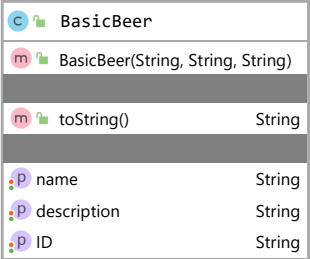 BasicBeer
BasicBeer(String, String, String)
toString() String
name String
description String
ID String